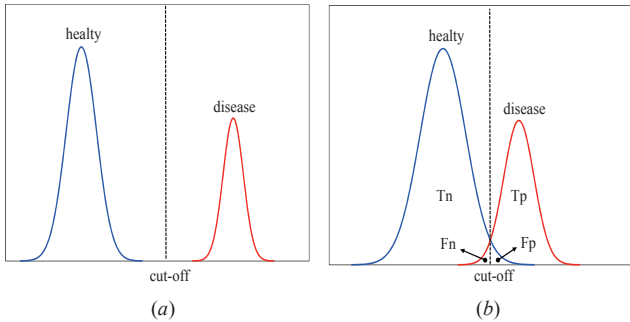 healty
disease
cut-off
(a)
healty
disease
Tn
Tp
Fn
Fp
cut-off
(b)